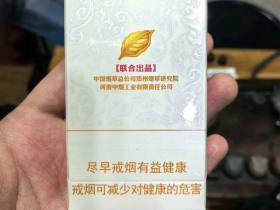 【联合出品】
中国烟草总公司郑州烟草研究院
河南中烟工业有限责任公司
尽早戒烟有益健康
戒烟可减少对健康的危害